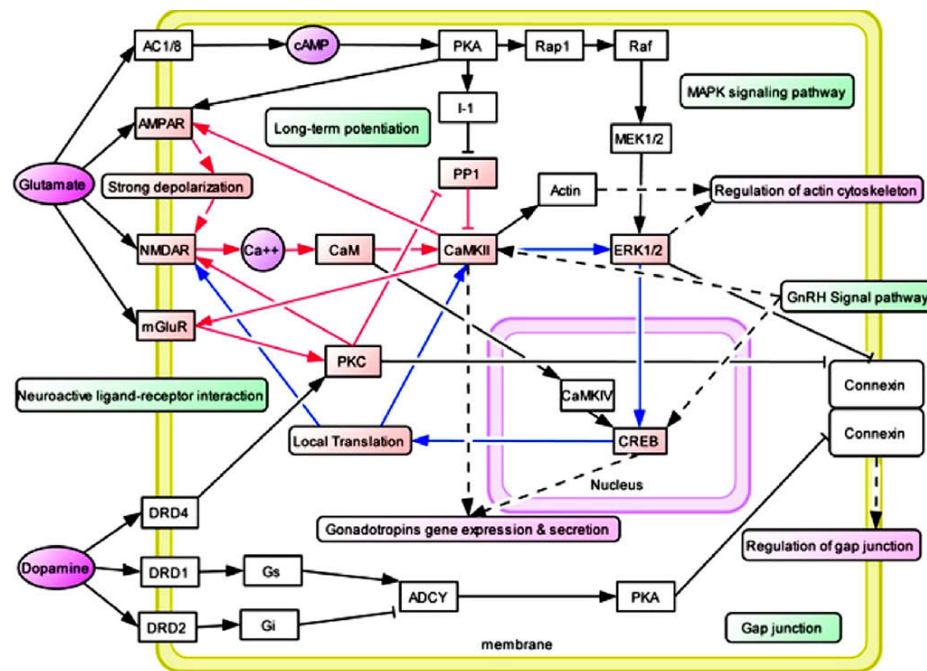 AC1/8
cAMP
PKA
Rap1
Raf
MAPK signaling pathway
I-1
Long-term potentiation
AMPAR
MEK1/2
PP1
Glutamate
Strong depolarization
Actin
Regulation of actin cytoskeleton
NMDAR
Ca++
CaM
CaMKII
ERK1/2
GnRH Signal pathway
mGluR
PKC
Connexin
Neuroactive ligand-receptor interaction
CaMKIV
Connexin
Local Translation
CREB
Nucleus
DRD4
Gonadotropins gene expression & secretion
Regulation of gap junction
Dopamine
DRD1
Gs
ADCY
PKA
DRD2
Gi
Gap junction
membrane